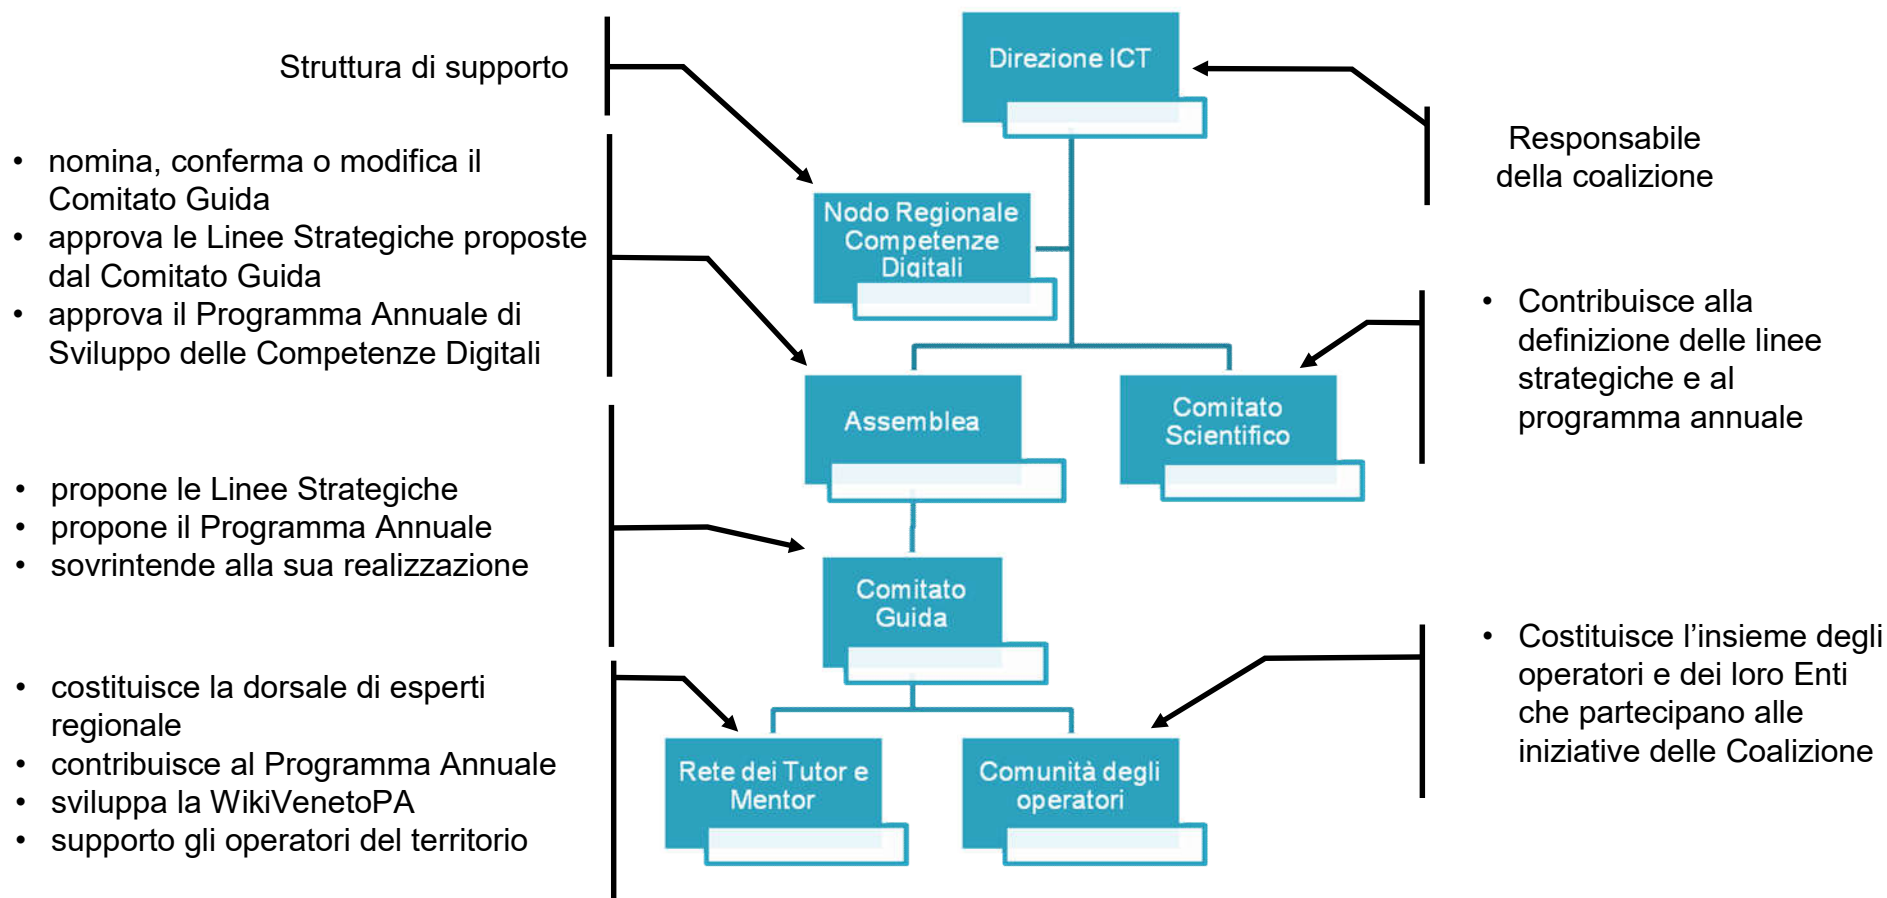 Struttura di supporto
Direzione ICT
Responsabile
della coalizione
• nomina, conferma o modifica il
Comitato Guida
• approva le Linee Strategiche proposte
dal Comitato Guida
• approva il Programma Annuale di
Sviluppo delle Competenze Digitali
Nodo Regionale
Competenze
Digitali
• Contribuisce alla
definizione delle linee
strategiche e al
programma annuale
Assemblea
Comitato
Scientifico
• propone le Linee Strategiche
• propone il Programma Annuale
• sovrintende alla sua realizzazione
Comitato
Guida
• costituisce la dorsale di esperti
regionale
• contribuisce al Programma Annuale
• sviluppa la WikiVenetoPA
• supporto gli operatori del territorio
Rete dei Tutor e
Mentor
Comunità degli
operatori
• Costituisce l’insieme degli
operatori e dei loro Enti
che partecipano alle
iniziative delle Coalizione